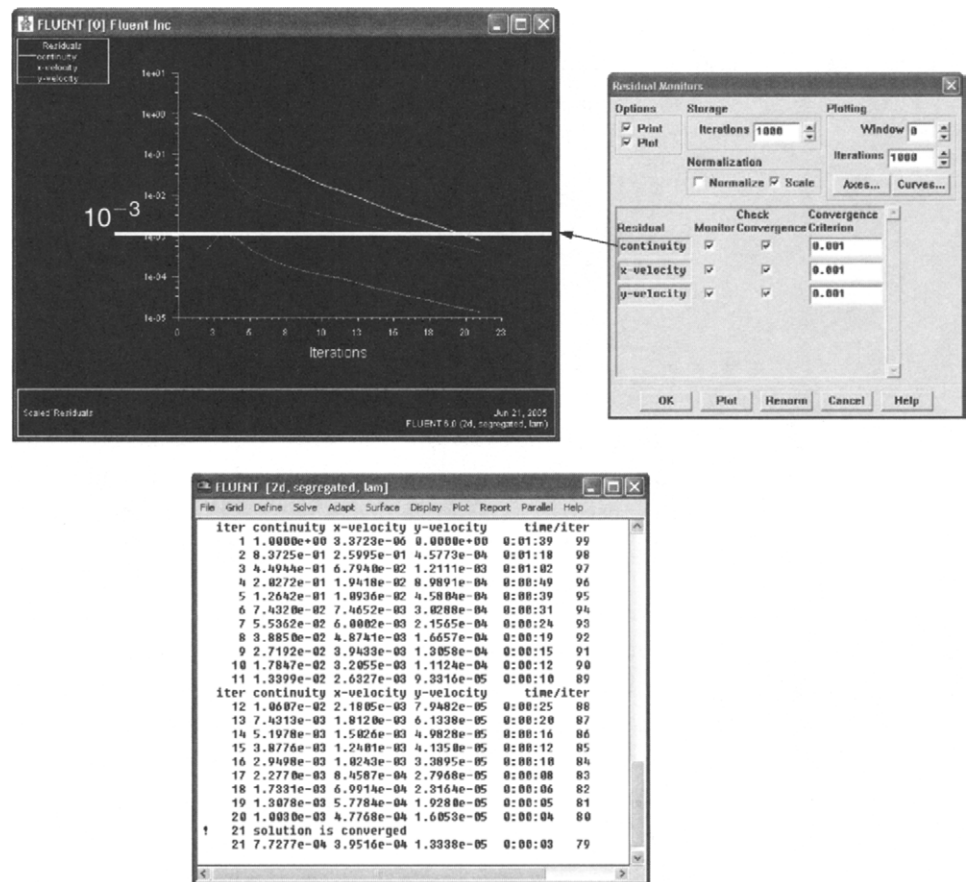 FLUENT [0] Fluent Inc
Residuals
continuity
x-velocity
y-velocity
1e+01
1e+00
1e-01
1e-02
10⁻³
1e-03
1e-04
1e-05
0 3 5 8 10 13 15 18 20 23
Iterations
Scaled Residuals
Jun 21, 2005
FLUENT 6.0 (2d, segregated, lam)
Residual Monitors
Options Storage Plotting
Print
Plot
Iterations 1000
Window 0
Iterations 1000
Normalization
Normalize Scale
Axes... Curves...
Check Convergence
Residual Monitor Convergence Criterion
continuity 0.001
x-velocity 0.001
y-velocity 0.001
OK Plot Renorm Cancel Help
FLUENT [2d, segregated, lam]
File Grid Define Solve Adapt Surface Display Plot Report Parallel Help
iter continuity x-velocity y-velocity time/iter
1 1.0000e+00 3.3723e-06 0.0000e+00 0:01:39 99
2 8.3725e-01 2.5995e-01 4.5773e-04 0:01:18 98
3 4.4944e-01 6.7940e-02 1.2111e-03 0:01:02 97
4 2.0272e-01 1.9418e-02 8.9891e-04 0:00:49 96
5 1.2642e-01 1.0936e-02 4.5804e-04 0:00:39 95
6 7.4320e-02 7.4652e-03 3.0288e-04 0:00:31 94
7 5.5362e-02 6.0002e-03 2.1565e-04 0:00:24 93
8 3.8850e-02 4.8741e-03 1.6657e-04 0:00:19 92
9 2.7192e-02 3.9433e-03 1.3058e-04 0:00:15 91
10 1.7847e-02 3.2055e-03 1.1124e-04 0:00:12 90
11 1.3399e-02 2.6327e-03 9.3316e-05 0:00:10 89
iter continuity x-velocity y-velocity time/iter
12 1.0607e-02 2.1805e-03 7.9482e-05 0:00:25 88
13 7.4313e-03 1.8120e-03 6.1338e-05 0:00:20 87
14 5.1978e-03 1.5026e-03 4.9828e-05 0:00:16 86
15 3.8776e-03 1.2401e-03 4.1350e-05 0:00:12 85
16 2.9498e-03 1.0243e-03 3.3895e-05 0:00:10 84
17 2.2770e-03 8.4587e-04 2.7968e-05 0:00:08 83
18 1.7331e-03 6.9914e-04 2.3164e-05 0:00:06 82
19 1.3078e-03 5.7784e-04 1.9280e-05 0:00:05 81
20 1.0030e-03 4.7768e-04 1.6053e-05 0:00:04 80
! 21 solution is converged
21 7.7277e-04 3.9516e-04 1.3338e-05 0:00:03 79